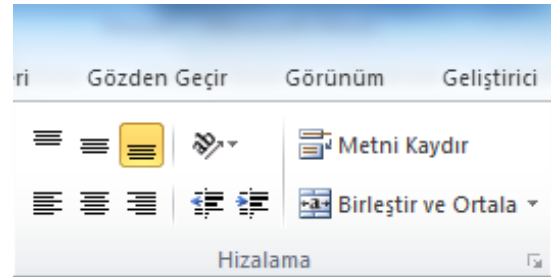 ri Gözden Geçir Görünüm Geliştirici
Metni Kaydır
Birleştir ve Ortala
Hizalama